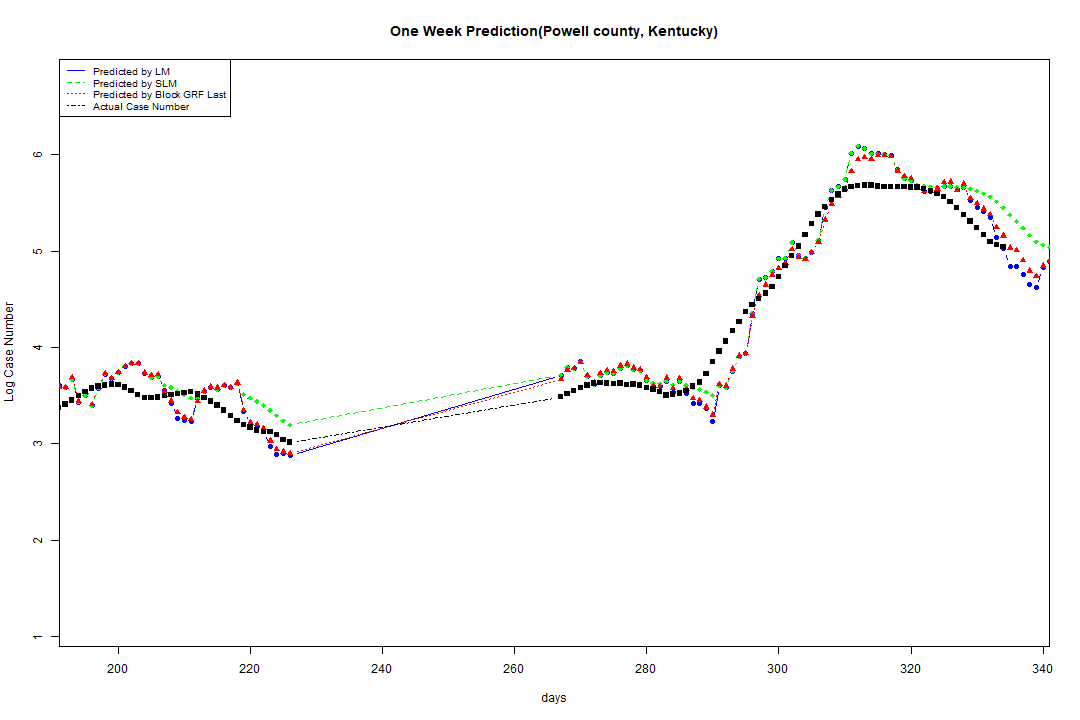 One Week Prediction(Powell county, Kentucky)
Predicted by LM
Predicted by SLM
Predicted by Block GRF Last
Actual Case Number
Log Case Number
6
5
4
3
2
1
200 220 240 260 280 300 320 340
days